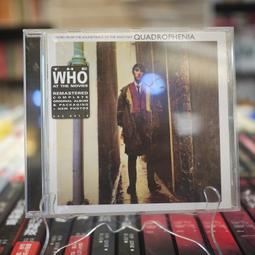 MUSIC FROM THE SOUNDTRACK OF THE WHO FILM QUADROPHENIA
THE
WHO
AT THE MOVIES
REMASTERED
COMPLETE
ORIGINAL ALBUM
& PACKAGING
+ NEW PHOTOS